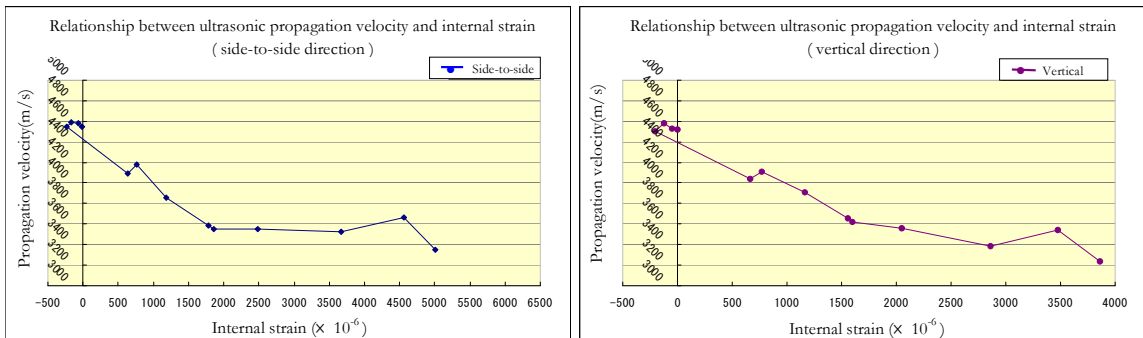 Relationship between ultrasonic propagation velocity and internal strain
( side-to-side direction )
Side-to-side
Propagation velocity(m/s)
5000
4800
4600
4400
4200
4000
3800
3600
3400
3200
3000
-500 0 500 1000 1500 2000 2500 3000 3500 4000 4500 5000 5500 6000 6500
Internal strain (× 10-6)
Relationship between ultrasonic propagation velocity and internal strain
( vertical direction )
Vertical
Propagation velocity(m/s)
5000
4800
4600
4400
4200
4000
3800
3600
3400
3200
3000
-500 0 500 1000 1500 2000 2500 3000 3500 4000
Internal strain (× 10-6)